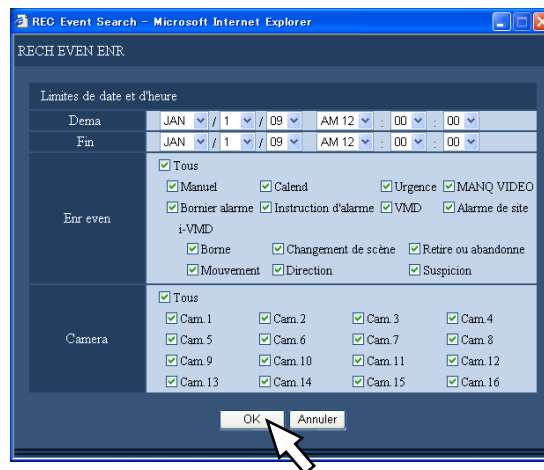 REC Event Search - Microsoft Internet Explorer
RECH EVEN ENR
Limites de date et d'heure
Dema JAN / 1 / 09 AM 12 : 00 : 00
Fin JAN / 1 / 09 AM 12 : 00 : 00
Tous
Manuel Calend Urgence MANQ VIDEO
Enr even Bornier alarme Instruction d'alarme VMD Alarme de site
i-VMD
Borne Changement de scène Retire ou abandonne
Mouvement Direction Suspicion
Tous
Cam. 1 Cam. 2 Cam. 3 Cam. 4
Camera Cam. 5 Cam. 6 Cam. 7 Cam. 8
Cam. 9 Cam. 10 Cam. 11 Cam. 12
Cam. 13 Cam. 14 Cam. 15 Cam. 16
OK Annuler